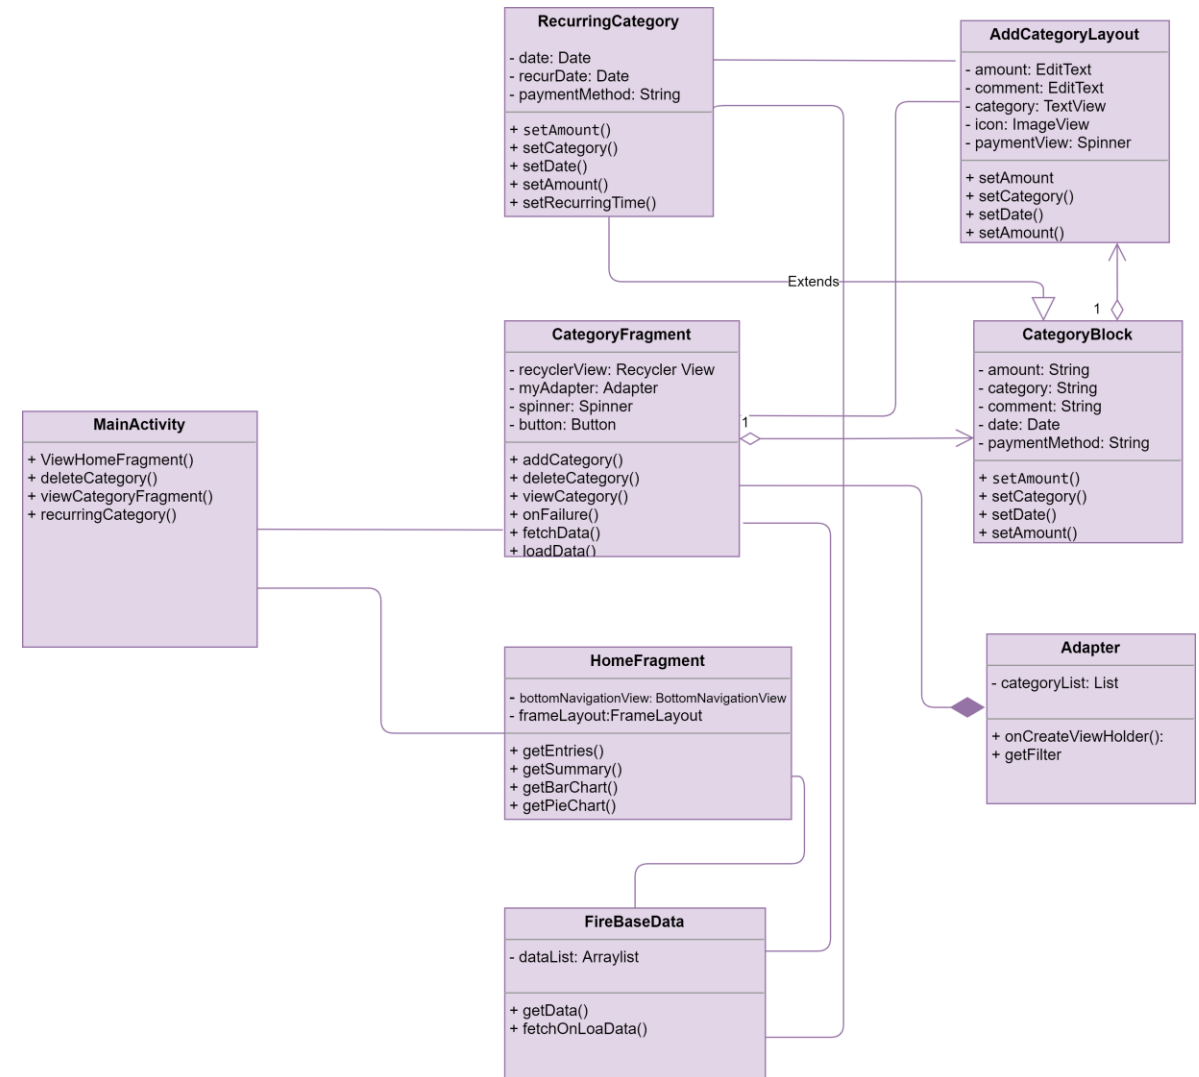 RecurringCategory
- date: Date
- recurDate: Date
- paymentMethod: String
+ setAmount()
+ setCategory()
+ setDate()
+ setAmount()
+ setRecurringTime()
AddCategoryLayout
- amount: EditText
- comment: EditText
- category: TextView
- icon: ImageView
- paymentView: Spinner
+ setAmount
+ setCategory()
+ setDate()
+ setAmount()
Extends
1
CategoryFragment
- recyclerView: Recycler View
- myAdapter: Adapter
- spinner: Spinner
- button: Button
+ addCategory()
+ deleteCategory()
+ viewCategory()
+ onFailure()
+ fetchData()
+ loadData()
1
CategoryBlock
- amount: String
- category: String
- comment: String
- date: Date
- paymentMethod: String
+ setAmount()
+ setCategory()
+ setDate()
+ setAmount()
MainActivity
+ ViewHomeFragment()
+ deleteCategory()
+ viewCategoryFragment()
+ recurringCategory()
HomeFragment
- bottomNavigationView: BottomNavigationView
- frameLayout:FrameLayout
+ getEntries()
+ getSummary()
+ getBarChart()
+ getPieChart()
Adapter
- categoryList: List
+ onCreateViewHolder():
+ getFilter
FireBaseData
- dataList: Arraylist
+ getData()
+ fetchOnLoaData()